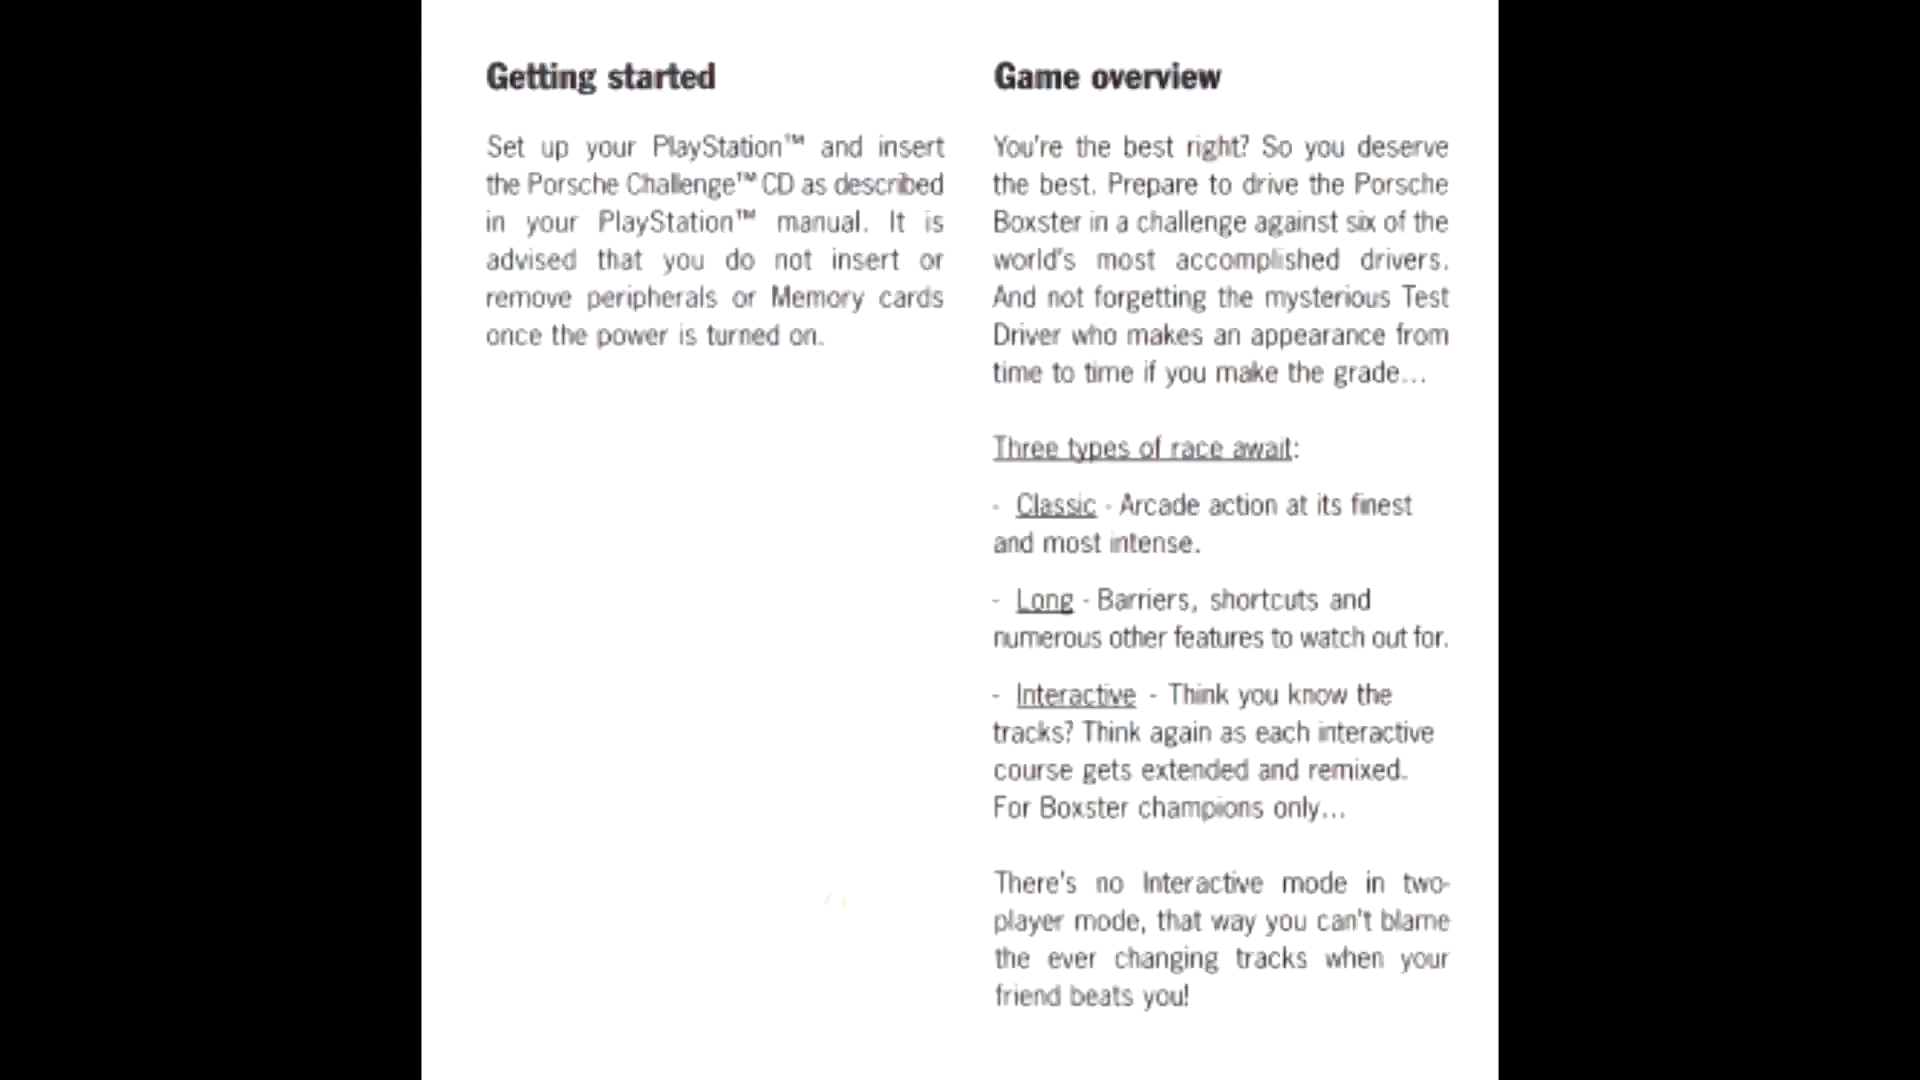 Getting started
Set up your PlayStation™ and insert
the Porsche Challenge™ CD as described
in your PlayStation™ manual. It is
advised that you do not insert or
remove peripherals or Memory cards
once the power is turned on.
Game overview
You're the best right? So you deserve
the best. Prepare to drive the Porsche
Boxster in a challenge against six of the
world's most accomplished drivers.
And not forgetting the mysterious Test
Driver who makes an appearance from
time to time if you make the grade...
Three types of race await:
- Classic - Arcade action at its finest
and most intense.
- Long - Barriers, shortcuts and
numerous other features to watch out for.
- Interactive - Think you know the
tracks? Think again as each interactive
course gets extended and remixed.
For Boxster champions only...
There's no Interactive mode in two-
player mode, that way you can't blame
the ever changing tracks when your
friend beats you!